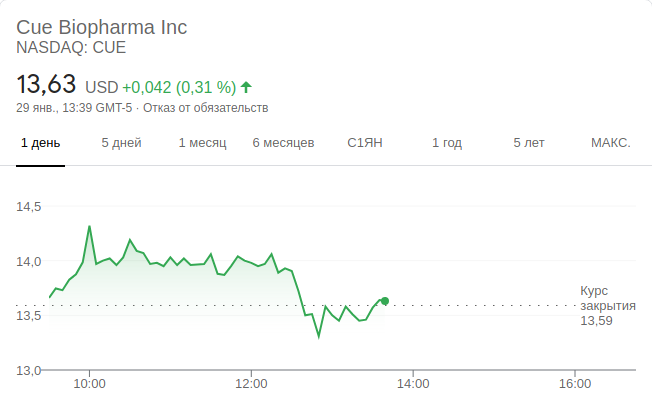 Cue Biopharma Inc
NASDAQ: CUE
13,63 USD +0,042 (0,31 %)
29 янв., 13:39 GMT-5 · Отказ от обязательств
1 день 5 дней 1 месяц 6 месяцев С1ЯН 1 год 5 лет МАКС.
14,5
14,0
Курс
закрытия
13,59
13,5
13,0
10:00 12:00 14:00 16:00